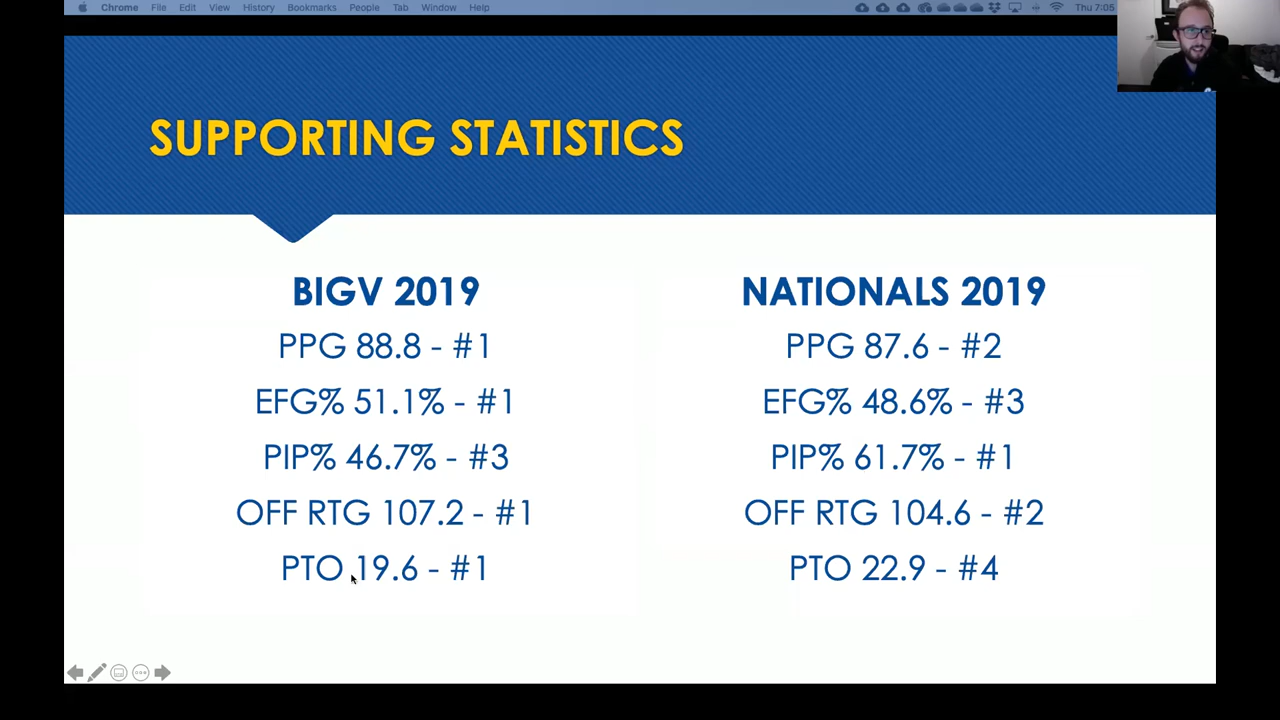 Chrome File Edit View History Bookmarks People Tab Window Help Thu 7:05
SUPPORTING STATISTICS
BIGV 2019
PPG 88.8 - #1
EFG% 51.1% - #1
PIP% 46.7% - #3
OFF RTG 107.2 - #1
PTO 19.6 - #1
NATIONALS 2019
PPG 87.6 - #2
EFG% 48.6% - #3
PIP% 61.7% - #1
OFF RTG 104.6 - #2
PTO 22.9 - #4